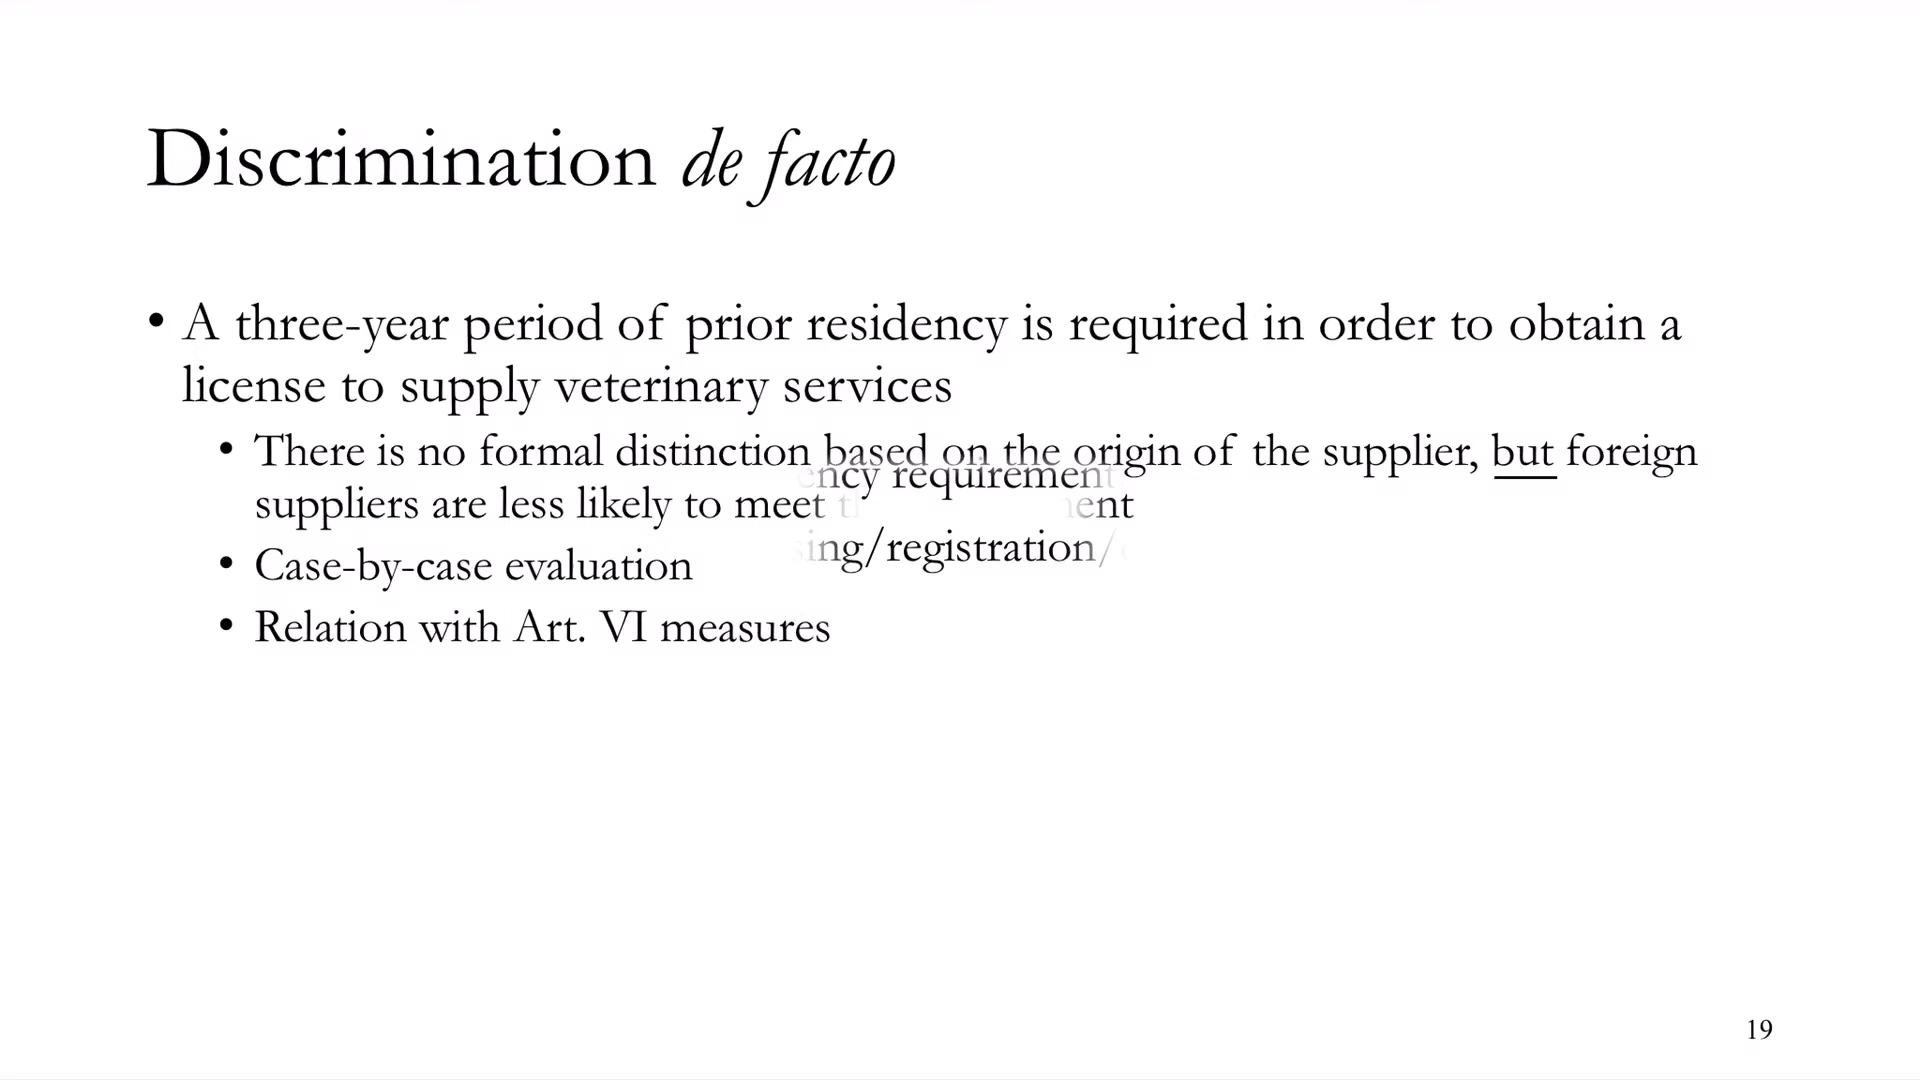 Discrimination de facto
• A three-year period of prior residency is required in order to obtain a
license to supply veterinary services
• There is no formal distinction based on the origin of the supplier, but foreign
requirement
suppliers are less likely to meet
• Case-by-case evaluation
/registration/
• Relation with Art. VI measures
19